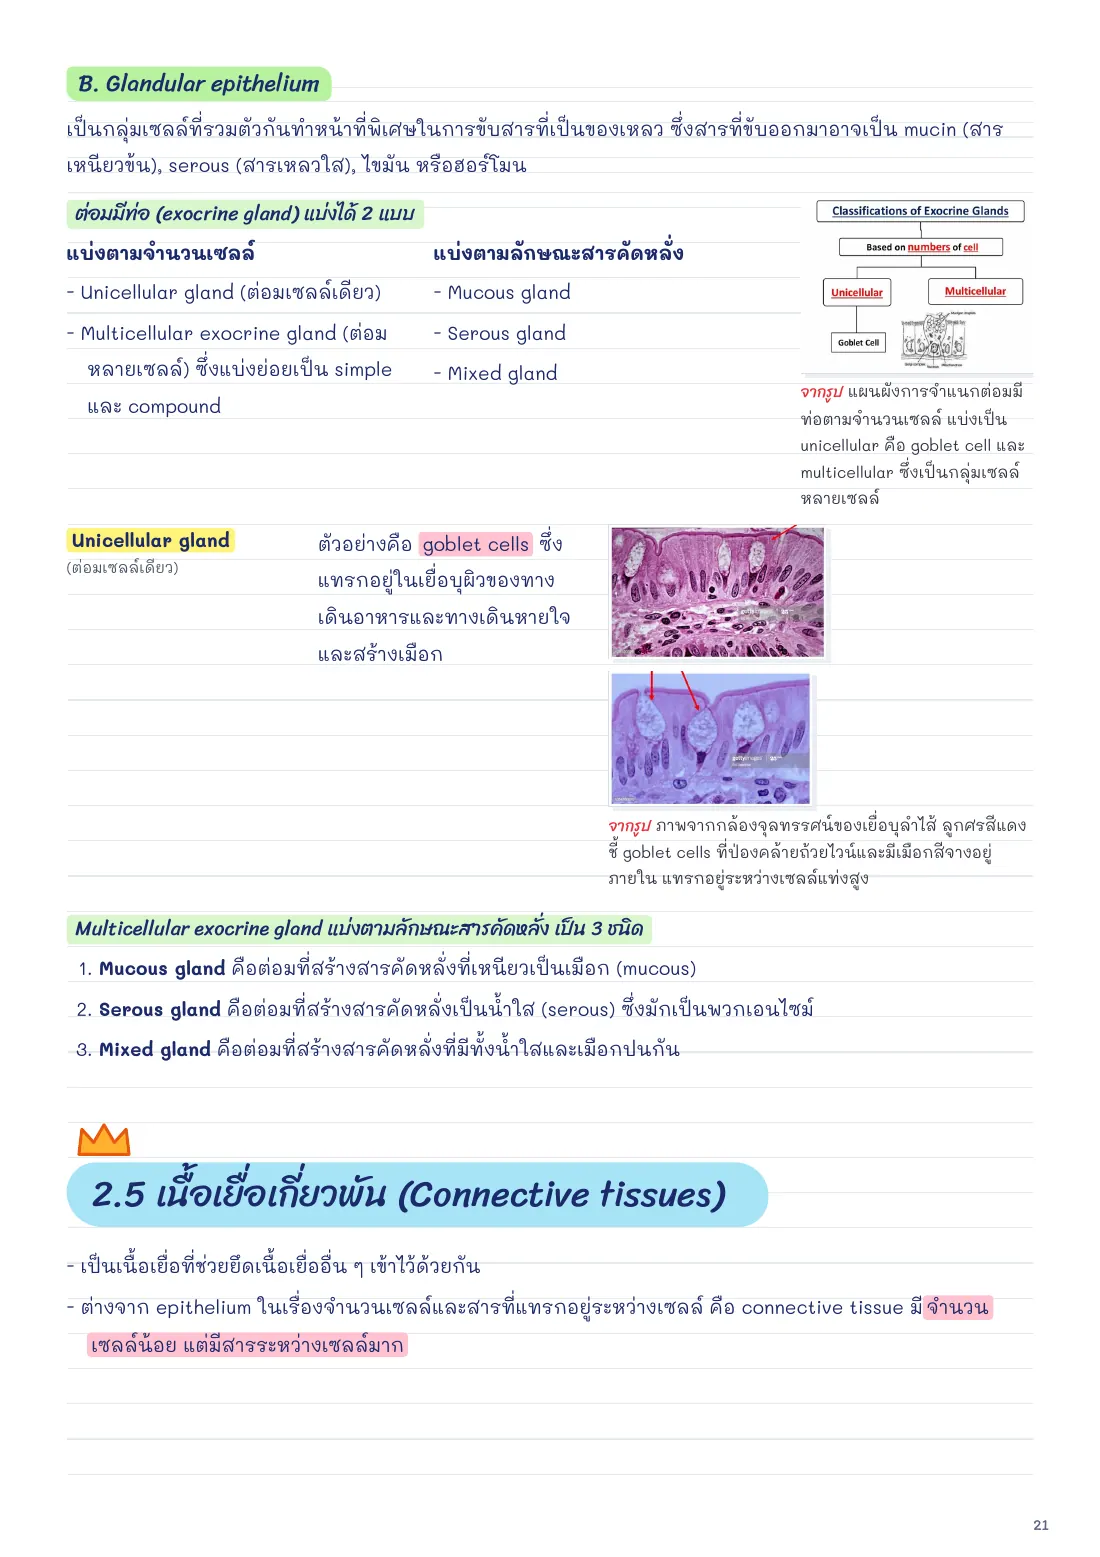 B. Glandular epithelium
เป็นกลุ่มเซลล์ที่รวมตัวกันทำหน้าที่พิเศษในการขับสารที่เป็นของเหลว ซึ่งสารที่ขับออกมาอาจเป็น mucin (สาร
เหนียวข้น), serous (สารเหลวใส), ไขมัน หรือฮอร์โมน
ต่อมมีท่อ (exocrine gland) แบ่งได้ 2 แบบ
แบ่งตามจำนวนเซลล์
- Unicellular gland (ต่อมเซลล์เดียว)
- Multicellular exocrine gland (ต่อม
หลายเซลล์) ซึ่งแบ่งย่อยเป็น simple
และ compound
แบ่งตามลักษณะสารคัดหลั่ง
- Mucous gland
- Serous gland
- Mixed gland
Classifications of Exocrine Glands
Based on numbers of cell
Unicellular
Multicellular
Goblet Cell
จากรูป แผนผังการจำแนกต่อมมี
ท่อตามจำนวนเซลล์ แบ่งเป็น
unicellular คือ goblet cell และ
multicellular ซึ่งเป็นกลุ่มเซลล์
หลายเซลล์
Unicellular gland
(ต่อมเซลล์เดียว)
ตัวอย่างคือ goblet cells ซึ่ง
แทรกอยู่ในเยื่อบุผิวของทาง
เดินอาหารและทางเดินหายใจ
และสร้างเมือก
จากรูป ภาพจากกล้องจุลทรรศน์ของเยื่อบุลำไส้ ลูกศรสีแดง
ชี้ goblet cells ที่ป่องคล้ายถ้วยไวน์และมีเมือกสีจางอยู่
ภายใน แทรกอยู่ระหว่างเซลล์แท่งสูง
Multicellular exocrine gland แบ่งตามลักษณะสารคัดหลั่ง เป็น 3 ชนิด
1. Mucous gland คือต่อมที่สร้างสารคัดหลั่งที่เหนียวเป็นเมือก (mucous)
2. Serous gland คือต่อมที่สร้างสารคัดหลั่งเป็นน้ำใส (serous) ซึ่งมักเป็นพวกเอนไซม์
3. Mixed gland คือต่อมที่สร้างสารคัดหลั่งที่มีทั้งน้ำใสและเมือกปนกัน
2.5 เนื้อเยื่อเกี่ยวพัน (Connective tissues)
- เป็นเนื้อเยื่อที่ช่วยยึดเนื้อเยื่ออื่น ๆ เข้าไว้ด้วยกัน
- ต่างจาก epithelium ในเรื่องจำนวนเซลล์และสารที่แทรกอยู่ระหว่างเซลล์ คือ connective tissue มี จำนวน
เซลล์น้อย แต่มีสารระหว่างเซลล์มาก
21